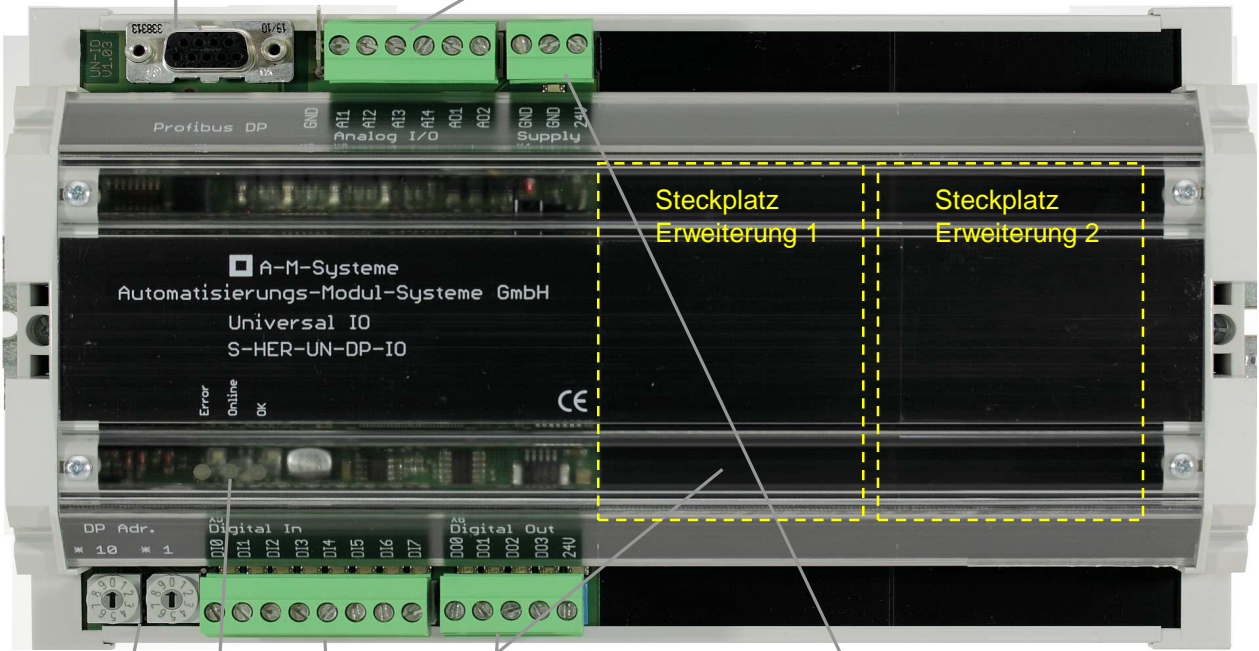 338313
19/10
UN-IO
V1.03
Profibus DP
GND
AI1
AI2
AI3
AI4
AO1
AO2
Analog I/O
GND
GND
24V
Supply
Steckplatz
Erweiterung 1
Steckplatz
Erweiterung 2
A-M-Systeme
Automatisierungs-Modul-Systeme GmbH
Universal IO
S-HER-UN-DP-IO
Error
Online
OK
CE
DP Adr.
* 10 * 1
Digital In
DI0
DI1
DI2
DI3
DI4
DI5
DI6
DI7
Digital Out
DO0
DO1
DO2
DO3
24V